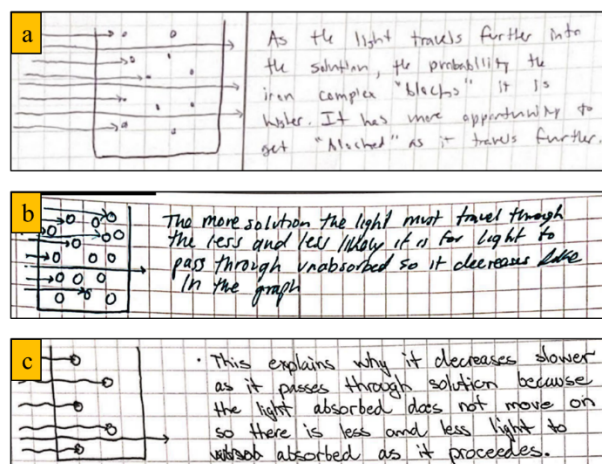 a
As the light travels further into
the solution, the probability the
iron complex "blocks" it is
higher. It has more opportunity to
get "blocked" as it travels further.
b
The more solution the light must travel through
the less and less likely it is for light to
pass through unabsorbed so it decreases like
in the graph
c
· This explains why it decreases slower
as it passes through solution because
the light absorbed does not move on
so there is less and less light to
absorbed as it proceedes.